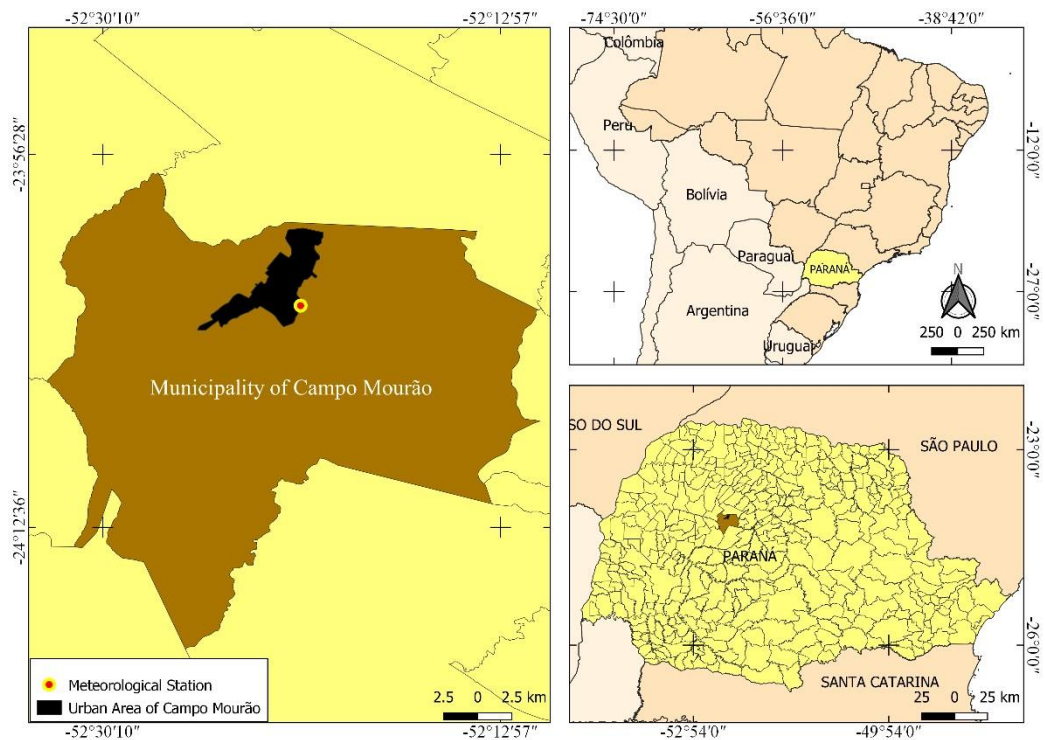 -52°30'10"
-52°12'57"
-23°56'28"
-24°12'36"
Municipality of Campo Mourão
Meteorological Station
Urban Area of Campo Mourão
2.5 0 2.5 km
-52°30'10"
-52°12'57"
-74°30'0"
-56°36'0"
-38°42'0"
Colômbia
Peru
Bolívia
Paraguai
PARANÁ
Argentina
Uruguai
N
250 0 250 km
-12°0'0"
-27°0'0"
SO DO SUL
SÃO PAULO
PARANÁ
SANTA CATARINA
25 0 25 km
-23°0'0"
-26°0'0"
-52°54'0"
-49°54'0"